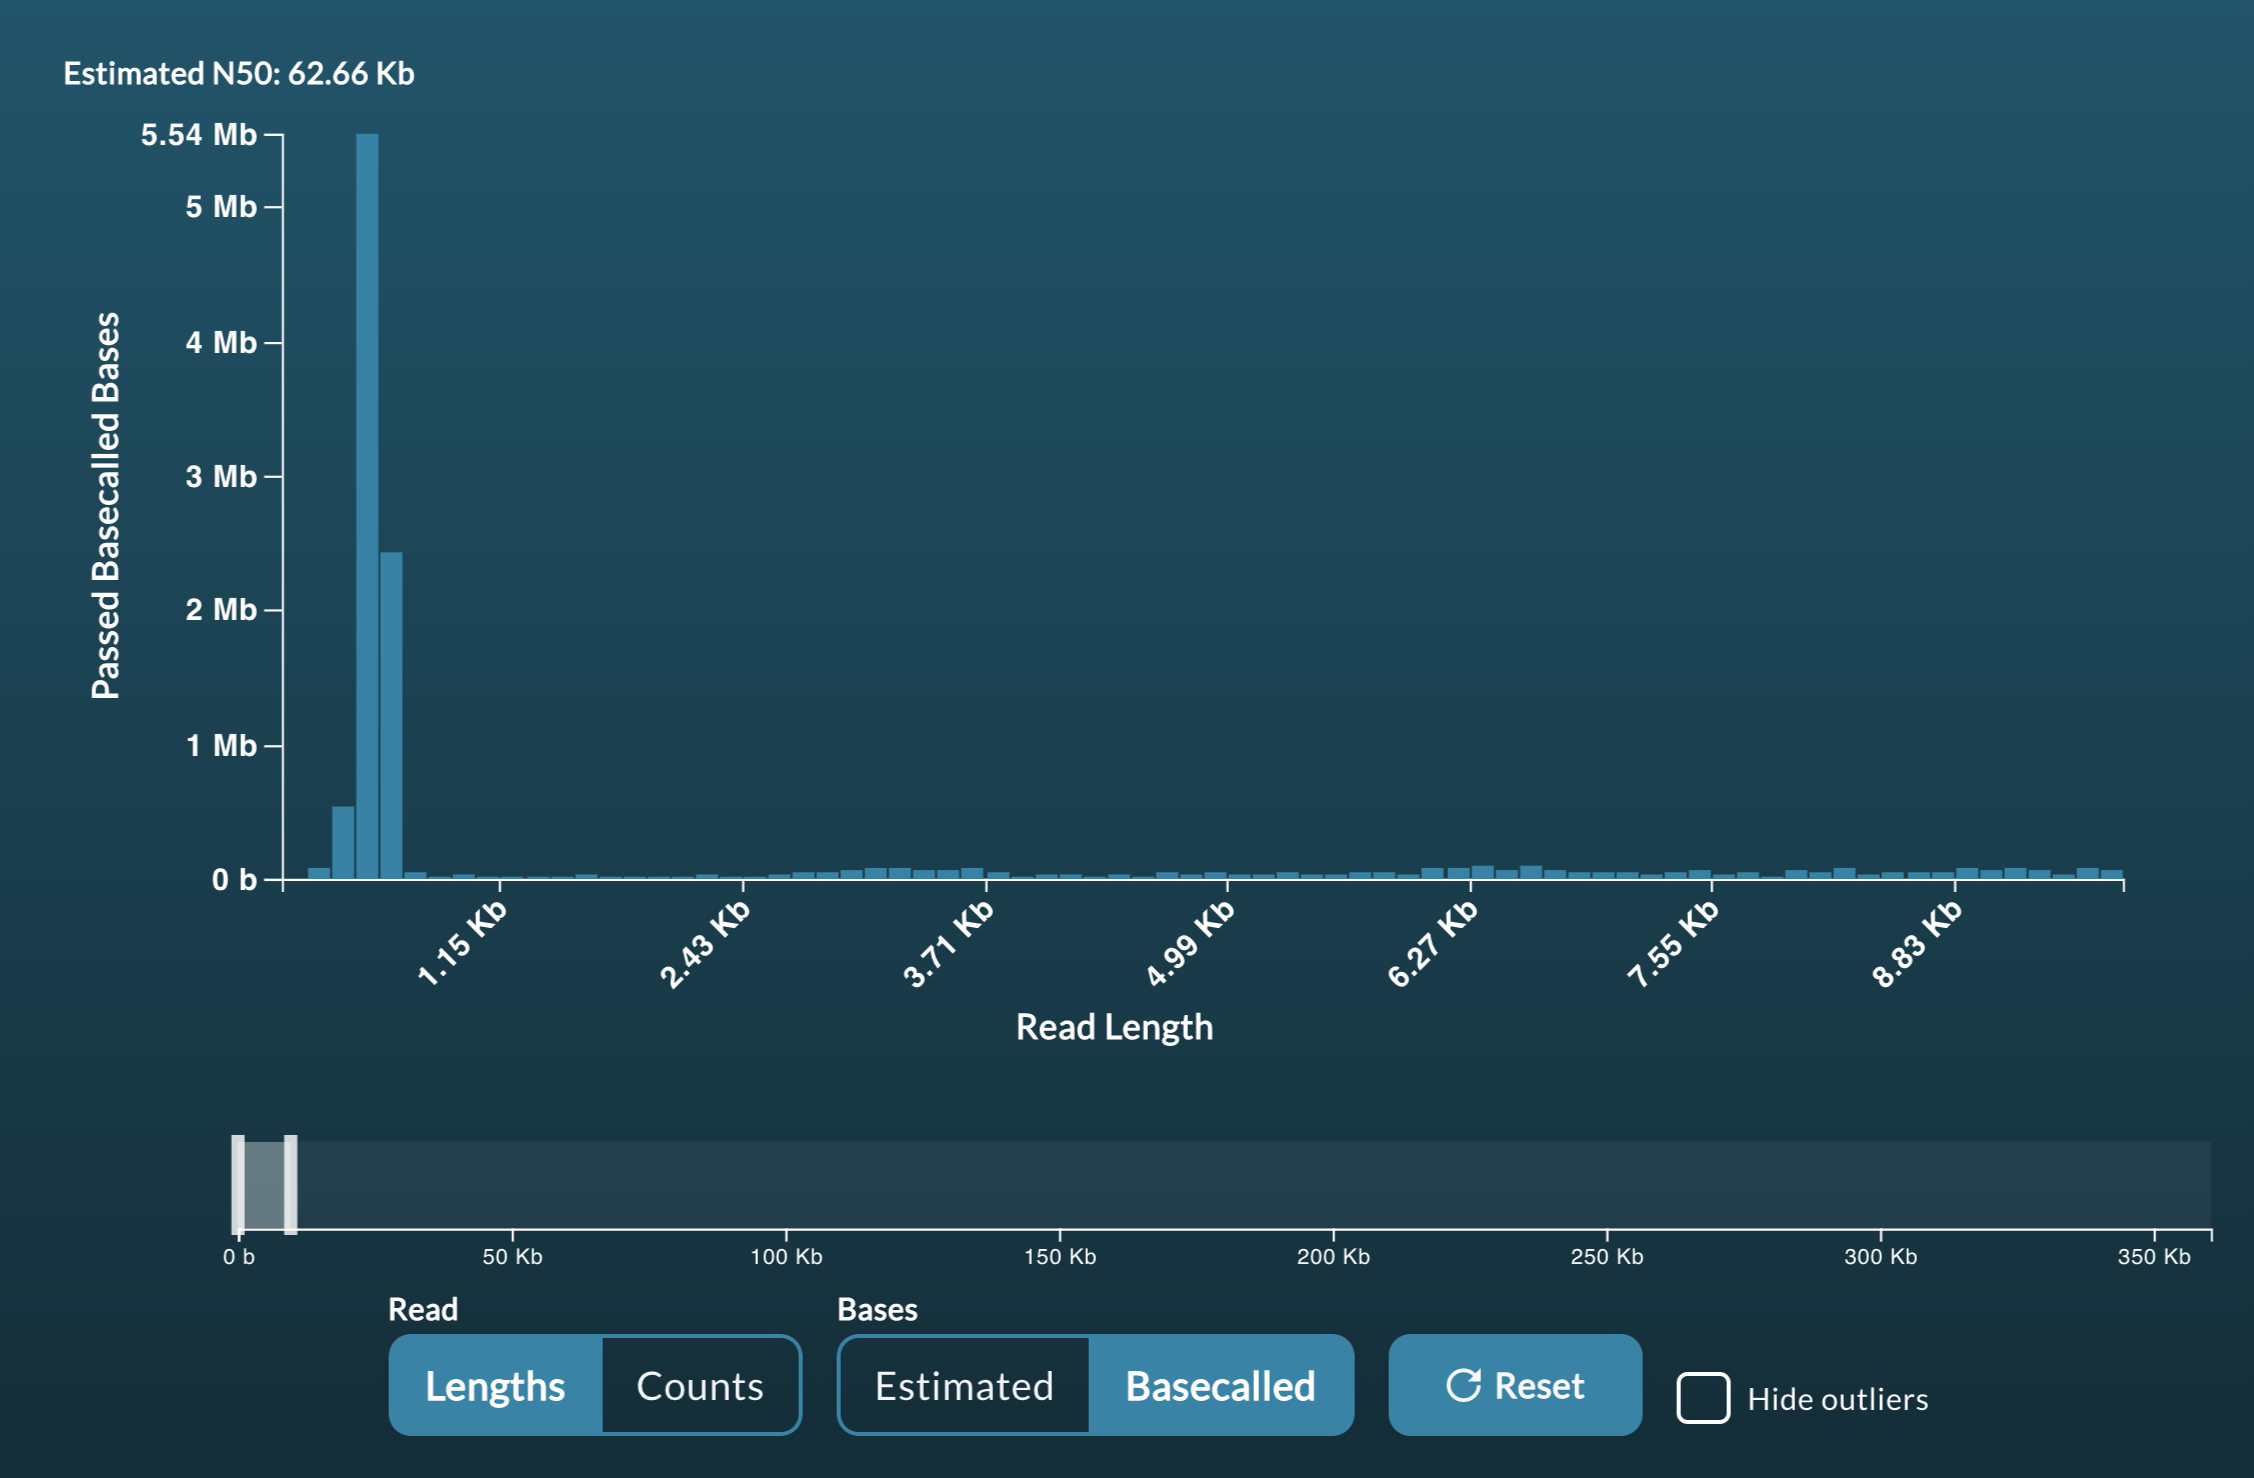 Estimated N50: 62.66 Kb
5.54 Mb
5 Mb
4 Mb
3 Mb
2 Mb
1 Mb
0 b
Passed Basecalled Bases
1.15 Kb
2.43 Kb
3.71 Kb
4.99 Kb
6.27 Kb
7.55 Kb
8.83 Kb
Read Length
0 b
50 Kb
100 Kb
150 Kb
200 Kb
250 Kb
300 Kb
350 Kb
Read
Bases
Lengths
Counts
Estimated
Basecalled
Reset
Hide outliers